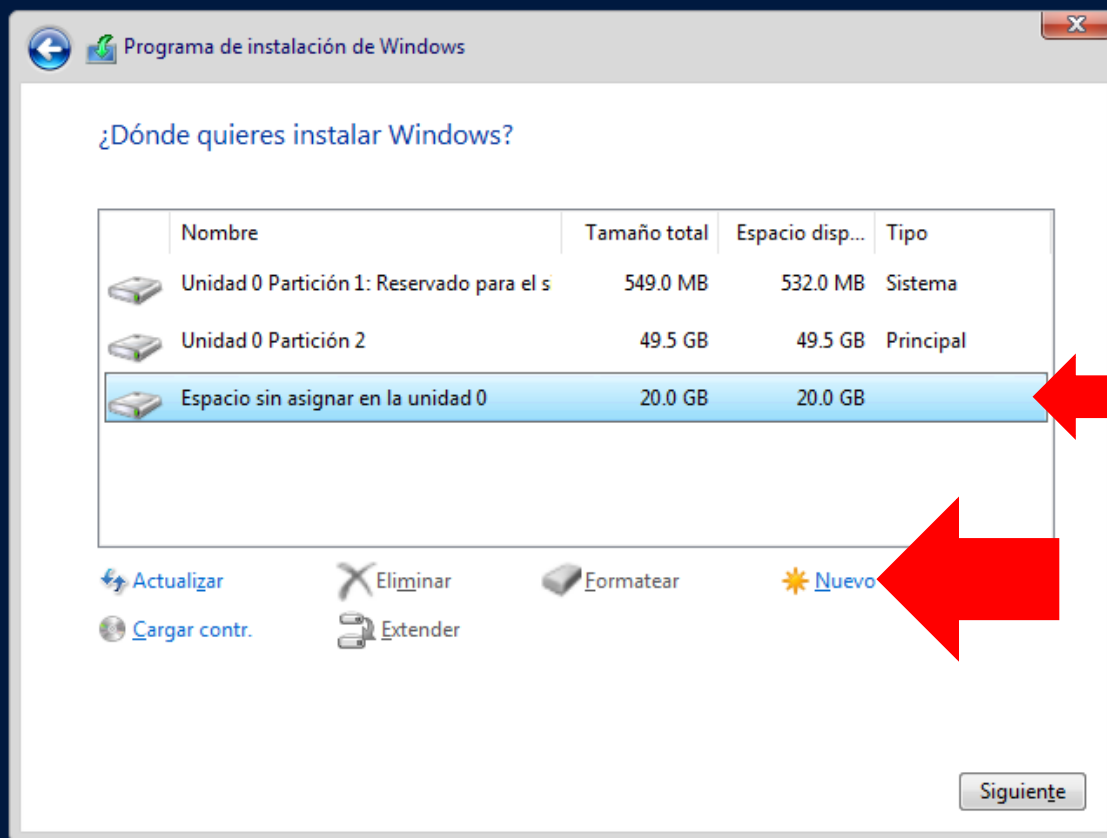 Programa de instalación de Windows
¿Dónde quieres instalar Windows?
Nombre Tamaño total Espacio disp... Tipo
Unidad 0 Partición 1: Reservado para el s 549.0 MB 532.0 MB Sistema
Unidad 0 Partición 2 49.5 GB 49.5 GB Principal
Espacio sin asignar en la unidad 0 20.0 GB 20.0 GB
Actualizar Eliminar Formatear Nuevo
Cargar contr. Extender
Siguiente